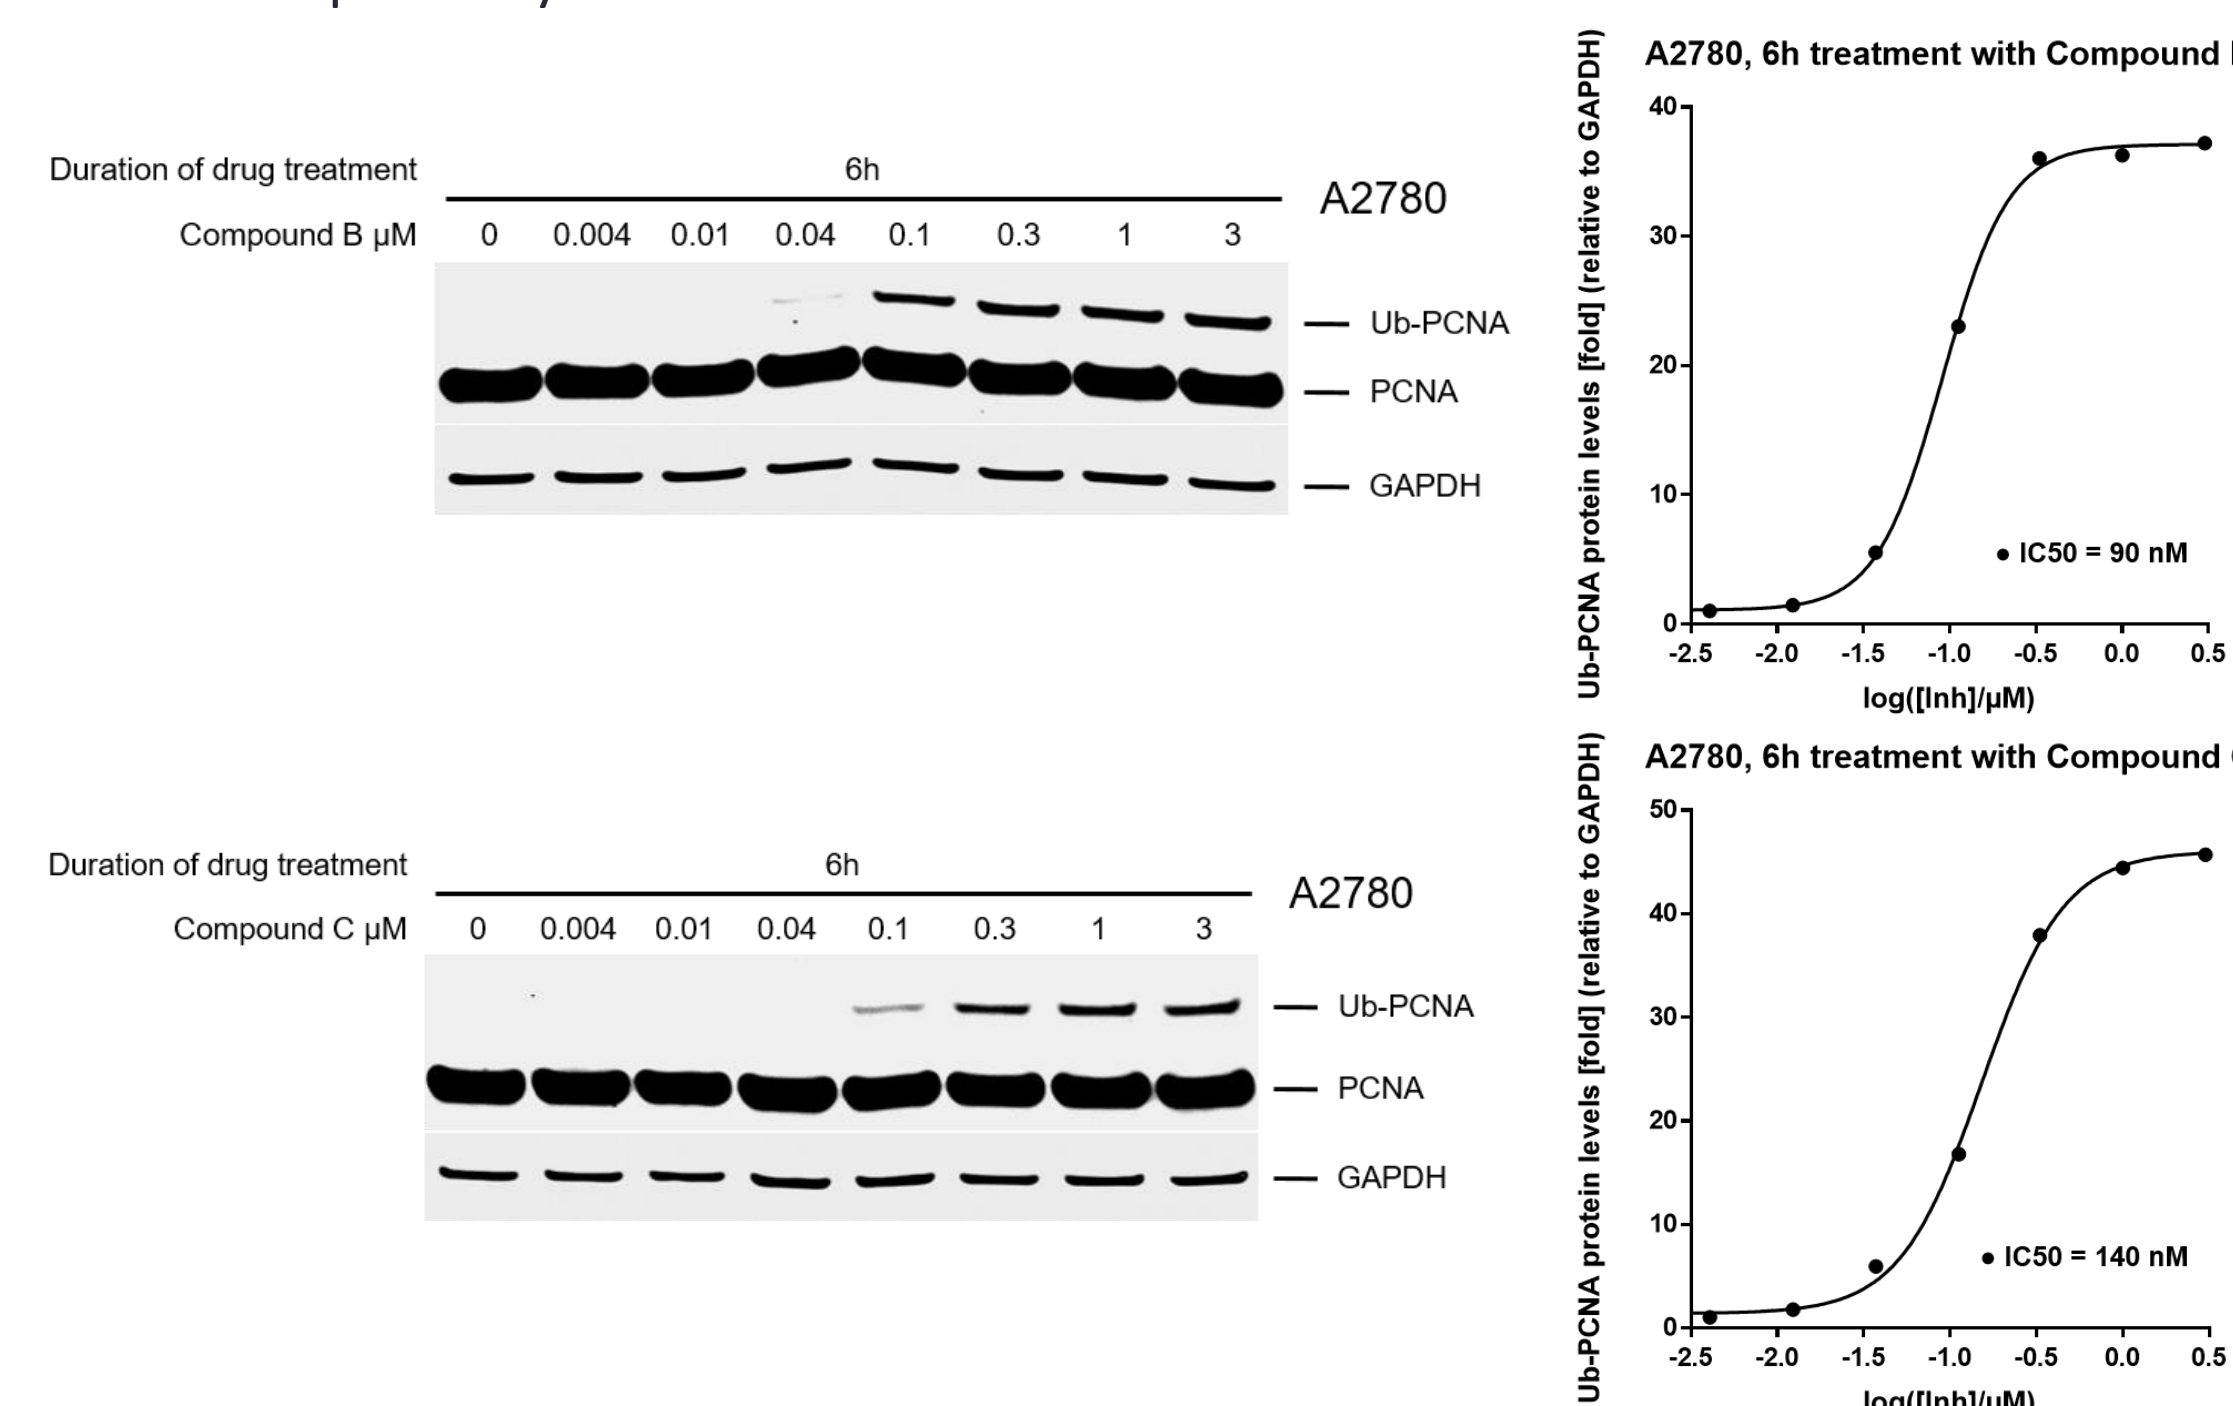 Duration of drug treatment 6h
A2780
Compound B µM 0 0.004 0.01 0.04 0.1 0.3 1 3
Ub-PCNA
PCNA
GAPDH
A2780, 6h treatment with Compound
Ub-PCNA protein levels [fold] (relative to GAPDH)
40
30
20
10
0
IC50 = 90 nM
-2.5 -2.0 -1.5 -1.0 -0.5 0.0 0.5
log([Inh]/µM)
Duration of drug treatment 6h
A2780
Compound C µM 0 0.004 0.01 0.04 0.1 0.3 1 3
Ub-PCNA
PCNA
GAPDH
A2780, 6h treatment with Compound
Ub-PCNA protein levels [fold] (relative to GAPDH)
50
40
30
20
10
0
IC50 = 140 nM
-2.5 -2.0 -1.5 -1.0 -0.5 0.0 0.5
log([Inh]/µM)